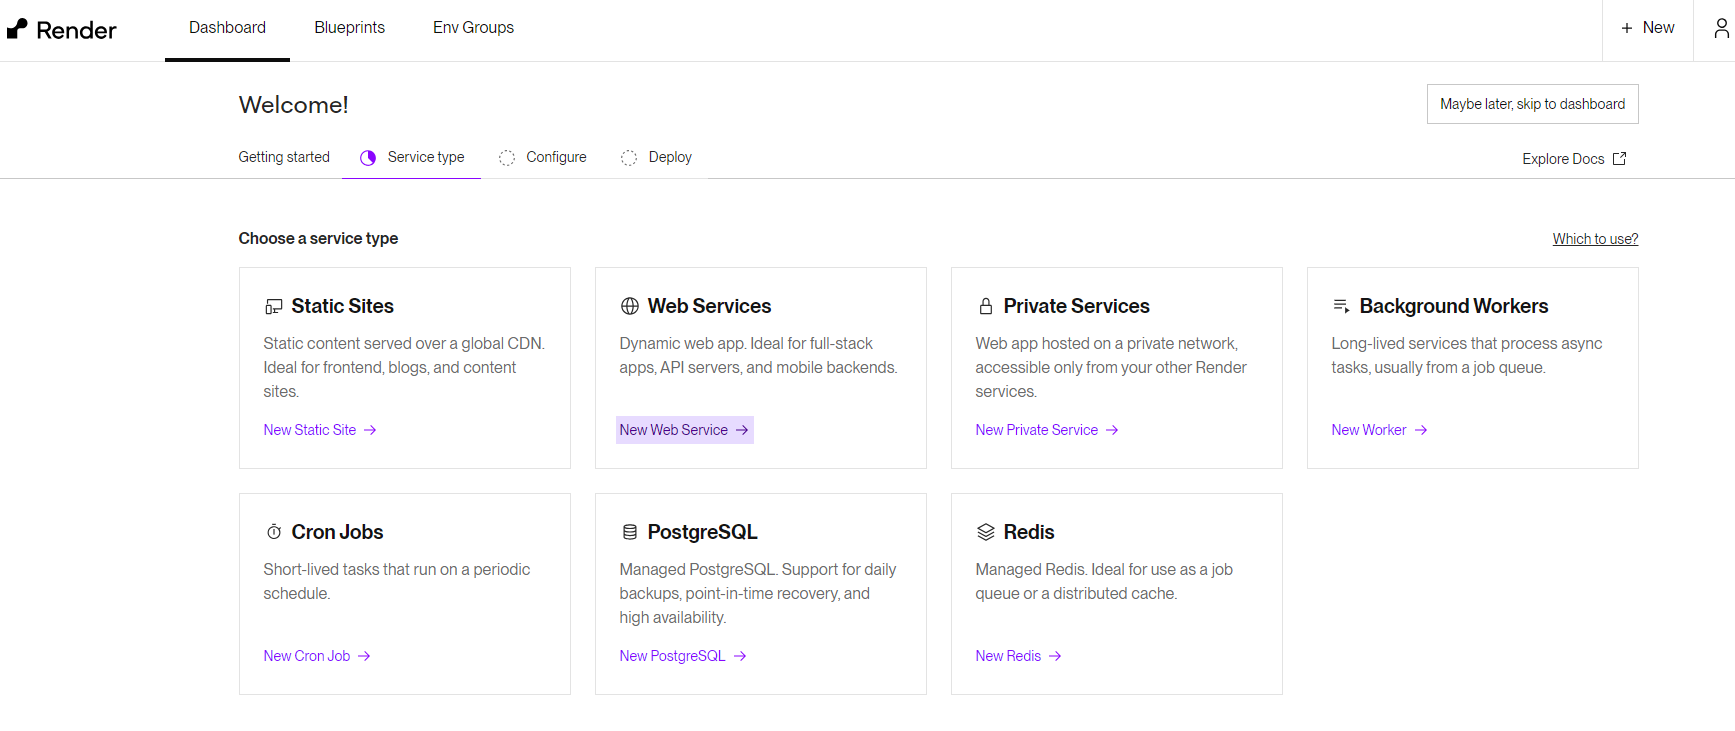 Render
Dashboard
Blueprints
Env Groups
+ New
Welcome!
Maybe later, skip to dashboard
Getting started
Service type
Configure
Deploy
Explore Docs
Choose a service type
Which to use?
Static Sites
Static content served over a global CDN.
Ideal for frontend, blogs, and content
sites.
New Static Site →
Web Services
Dynamic web app. Ideal for full-stack
apps, API servers, and mobile backends.
New Web Service →
Private Services
Web app hosted on a private network,
accessible only from your other Render
services.
New Private Service →
Background Workers
Long-lived services that process async
tasks, usually from a job queue.
New Worker →
Cron Jobs
Short-lived tasks that run on a periodic
schedule.
New Cron Job →
PostgreSQL
Managed PostgreSQL. Support for daily
backups, point-in-time recovery, and
high availability.
New PostgreSQL →
Redis
Managed Redis. Ideal for use as a job
queue or a distributed cache.
New Redis →